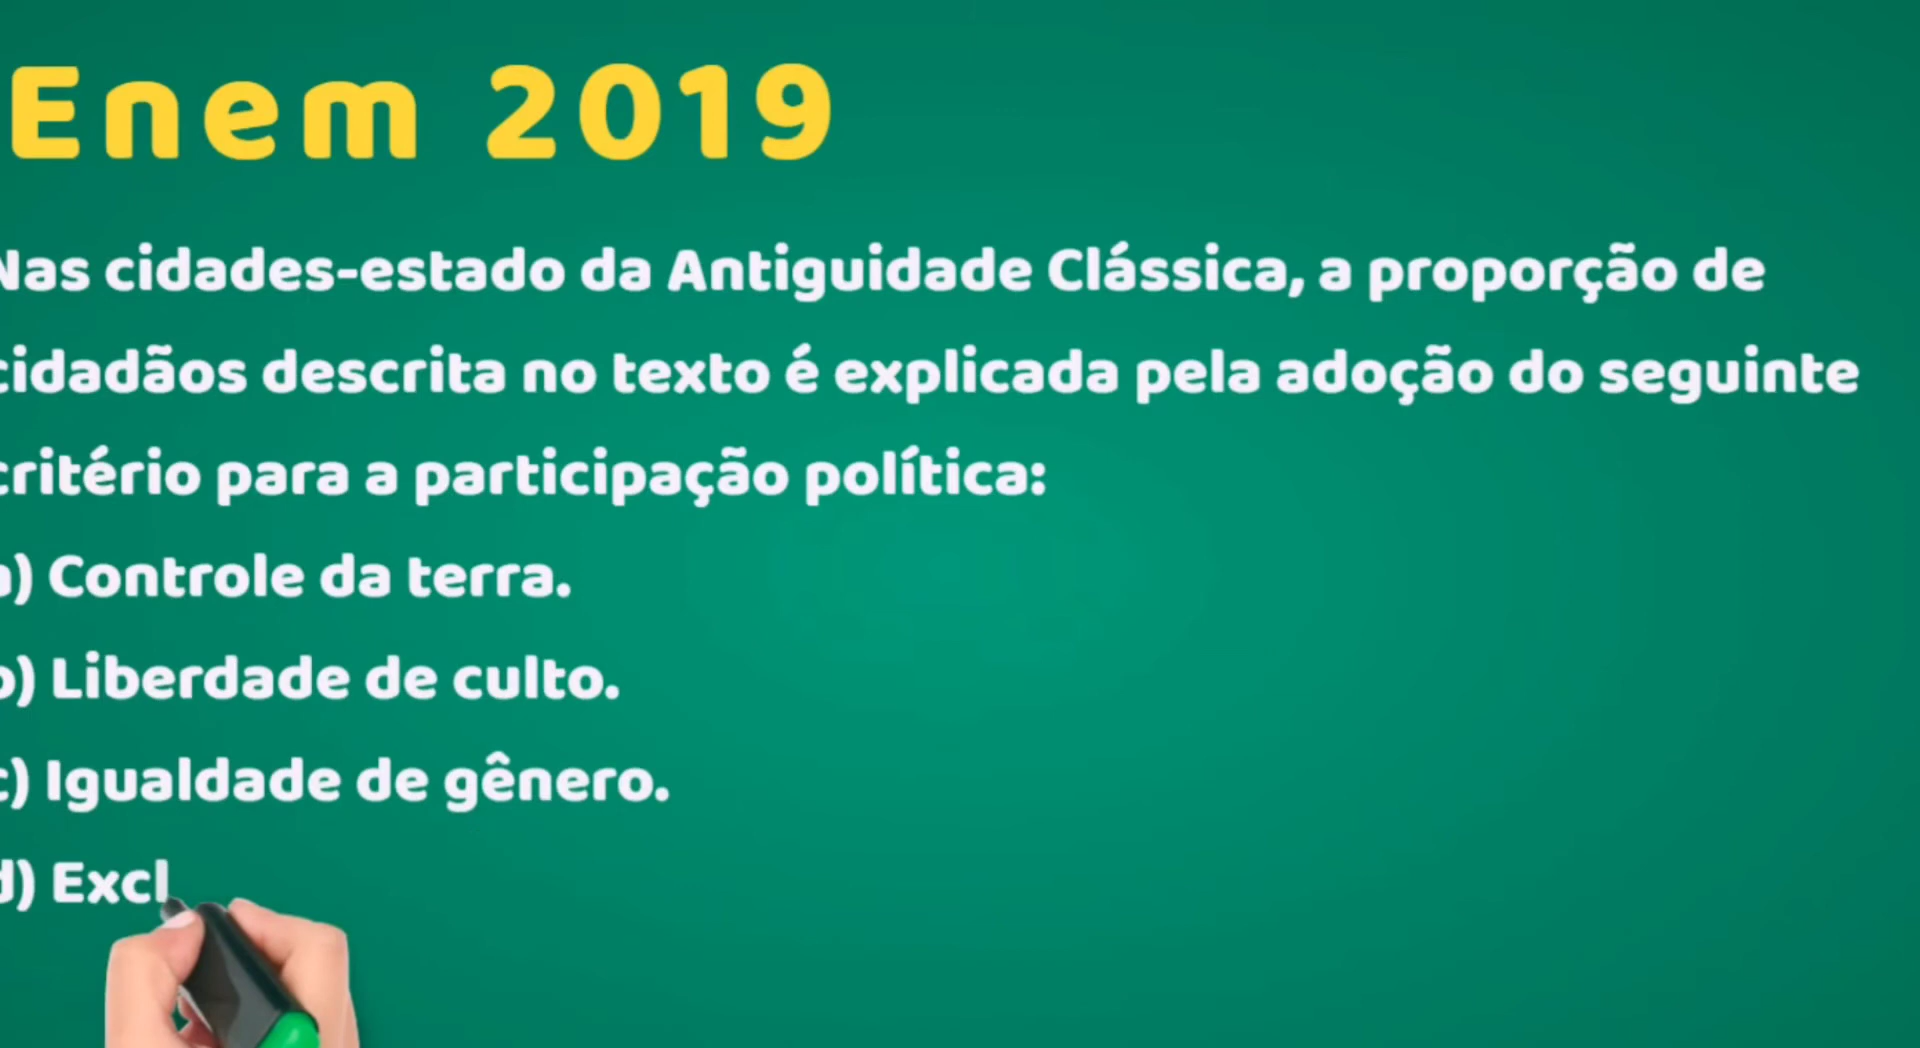 Enem 2019
Nas cidades-estado da Antiguidade Clássica, a proporção de
cidadãos descrita no texto é explicada pela adoção do seguinte
critério para a participação política:
a) Controle da terra.
b) Liberdade de culto.
c) Igualdade de gênero.
d) Excl